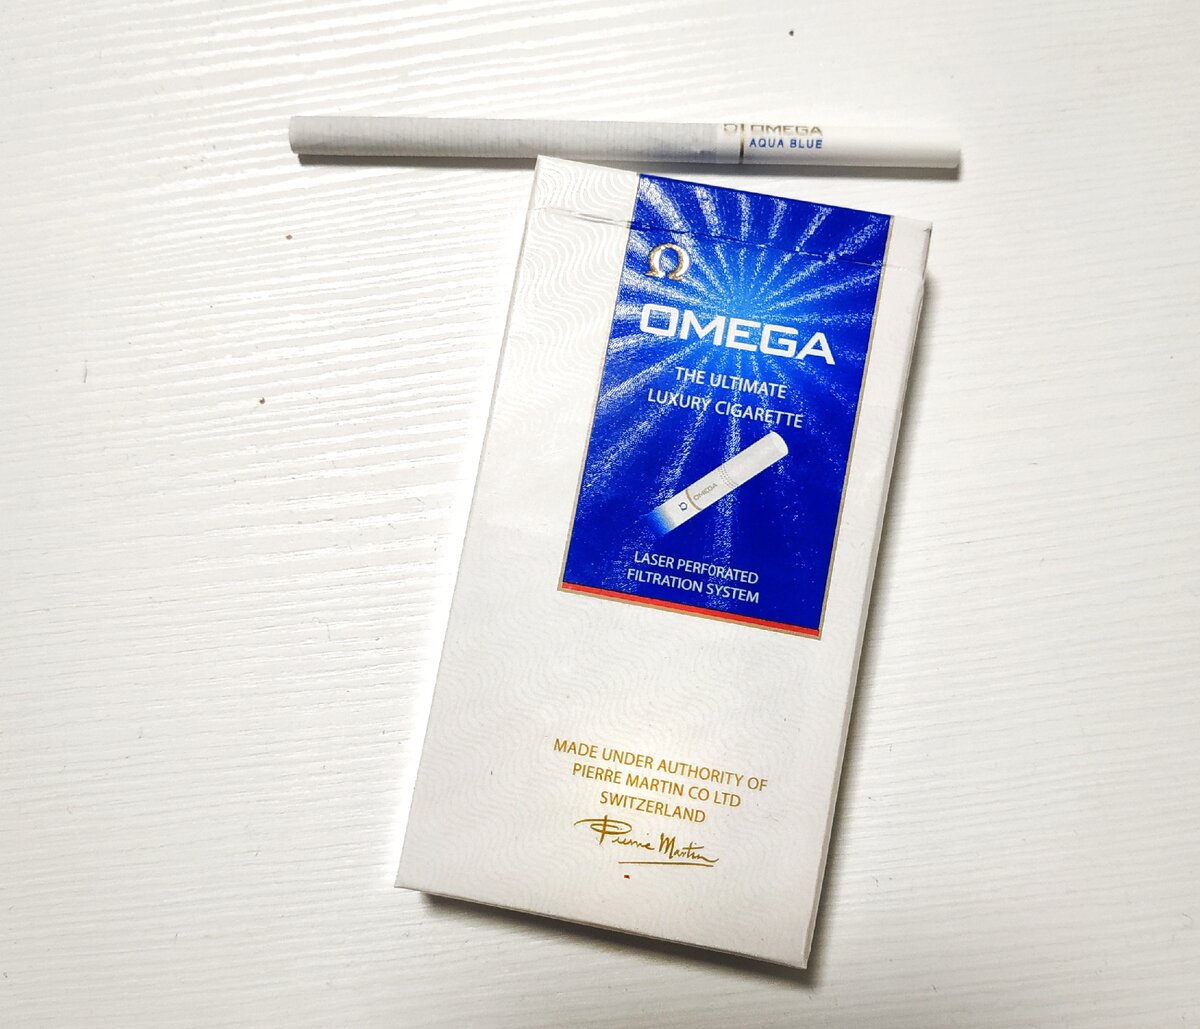 OMEGA
AQUA BLUE
Ω
OMEGA
THE ULTIMATE
LUXURY CIGARETTE
OMEGA
Ω
LASER PERFORATED
FILTRATION SYSTEM
MADE UNDER AUTHORITY OF
PIERRE MARTIN CO LTD
SWITZERLAND
Pierre Martin